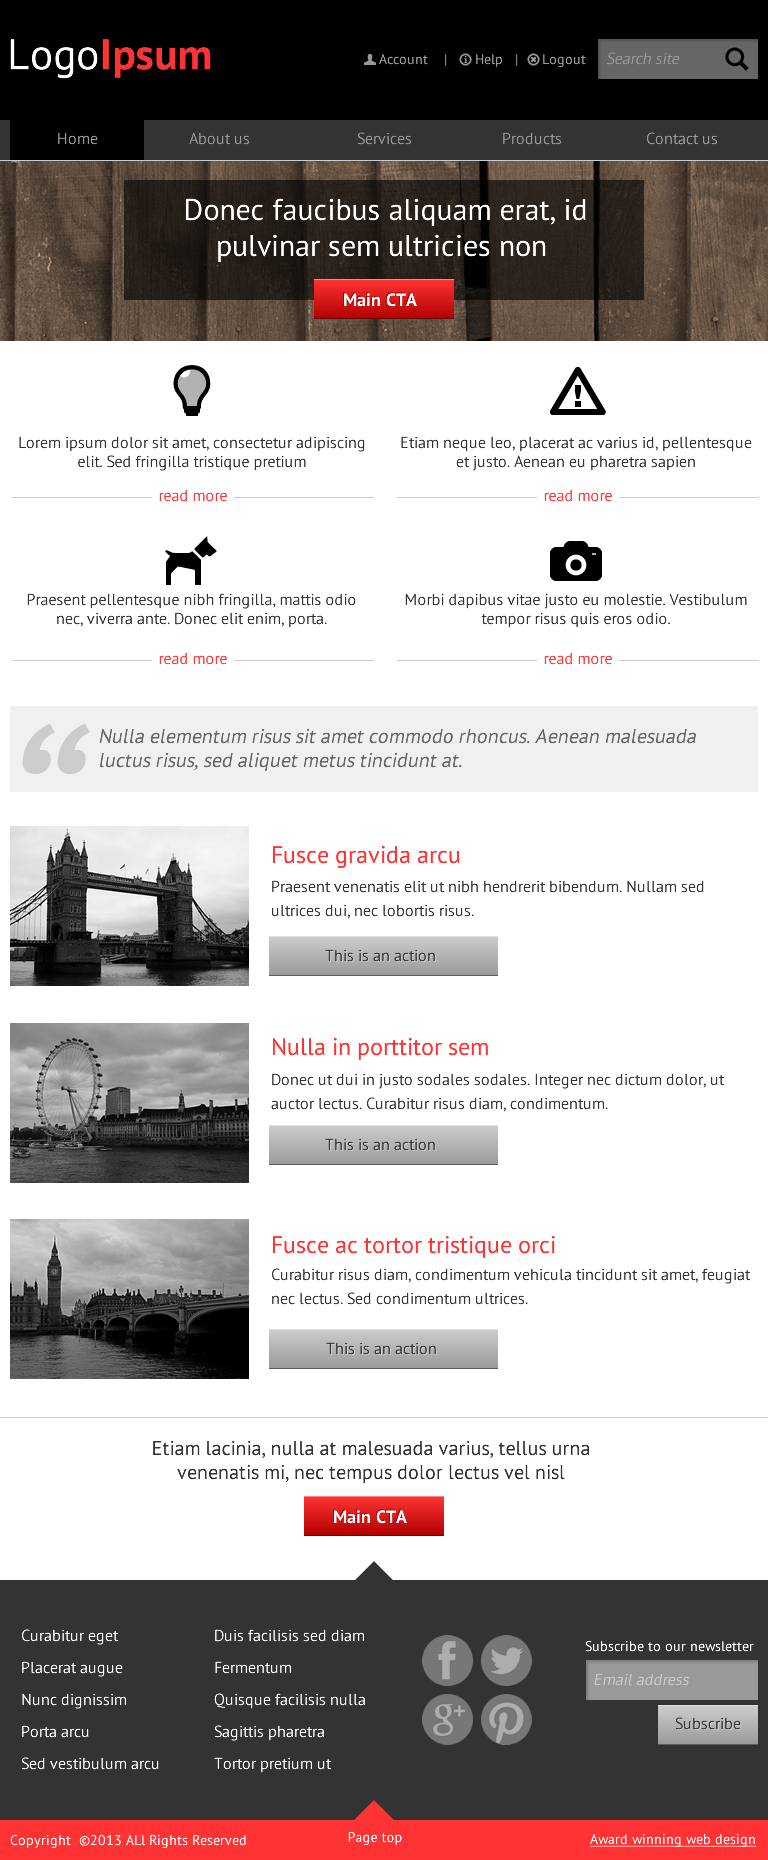 LogoIpsum
Account | Help | Logout
Search site
Home About us Services Products Contact us
Donec faucibus aliquam erat, id
pulvinar sem ultricies non
Main CTA
Lorem ipsum dolor sit amet, consectetur adipiscing
elit. Sed fringilla tristique pretium
read more
Etiam neque leo, placerat ac varius id, pellentesque
et justo. Aenean eu pharetra sapien
read more
Praesent pellentesque nibh fringilla, mattis odio
nec, viverra ante. Donec elit enim, porta.
read more
Morbi dapibus vitae justo eu molestie. Vestibulum
tempor risus quis eros odio.
read more
Nulla elementum risus sit amet commodo rhoncus. Aenean malesuada
luctus risus, sed aliquet metus tincidunt at.
Fusce gravida arcu
Praesent venenatis elit ut nibh hendrerit bibendum. Nullam sed
ultrices dui, nec lobortis risus.
This is an action
Nulla in porttitor sem
Donec ut dui in justo sodales sodales. Integer nec dictum dolor, ut
auctor lectus. Curabitur risus diam, condimentum.
This is an action
Fusce ac tortor tristique orci
Curabitur risus diam, condimentum vehicula tincidunt sit amet, feugiat
nec lectus. Sed condimentum ultrices.
This is an action
Etiam lacinia, nulla at malesuada varius, tellus urna
venenatis mi, nec tempus dolor lectus vel nisl
Main CTA
Curabitur eget
Placerat augue
Nunc dignissim
Porta arcu
Sed vestibulum arcu
Duis facilisis sed diam
Fermentum
Quisque facilisis nulla
Sagittis pharetra
Tortor pretium ut
Subscribe to our newsletter
Email address
Subscribe
Copyright ©2013 ALl Rights Reserved
Page top
Award winning web design